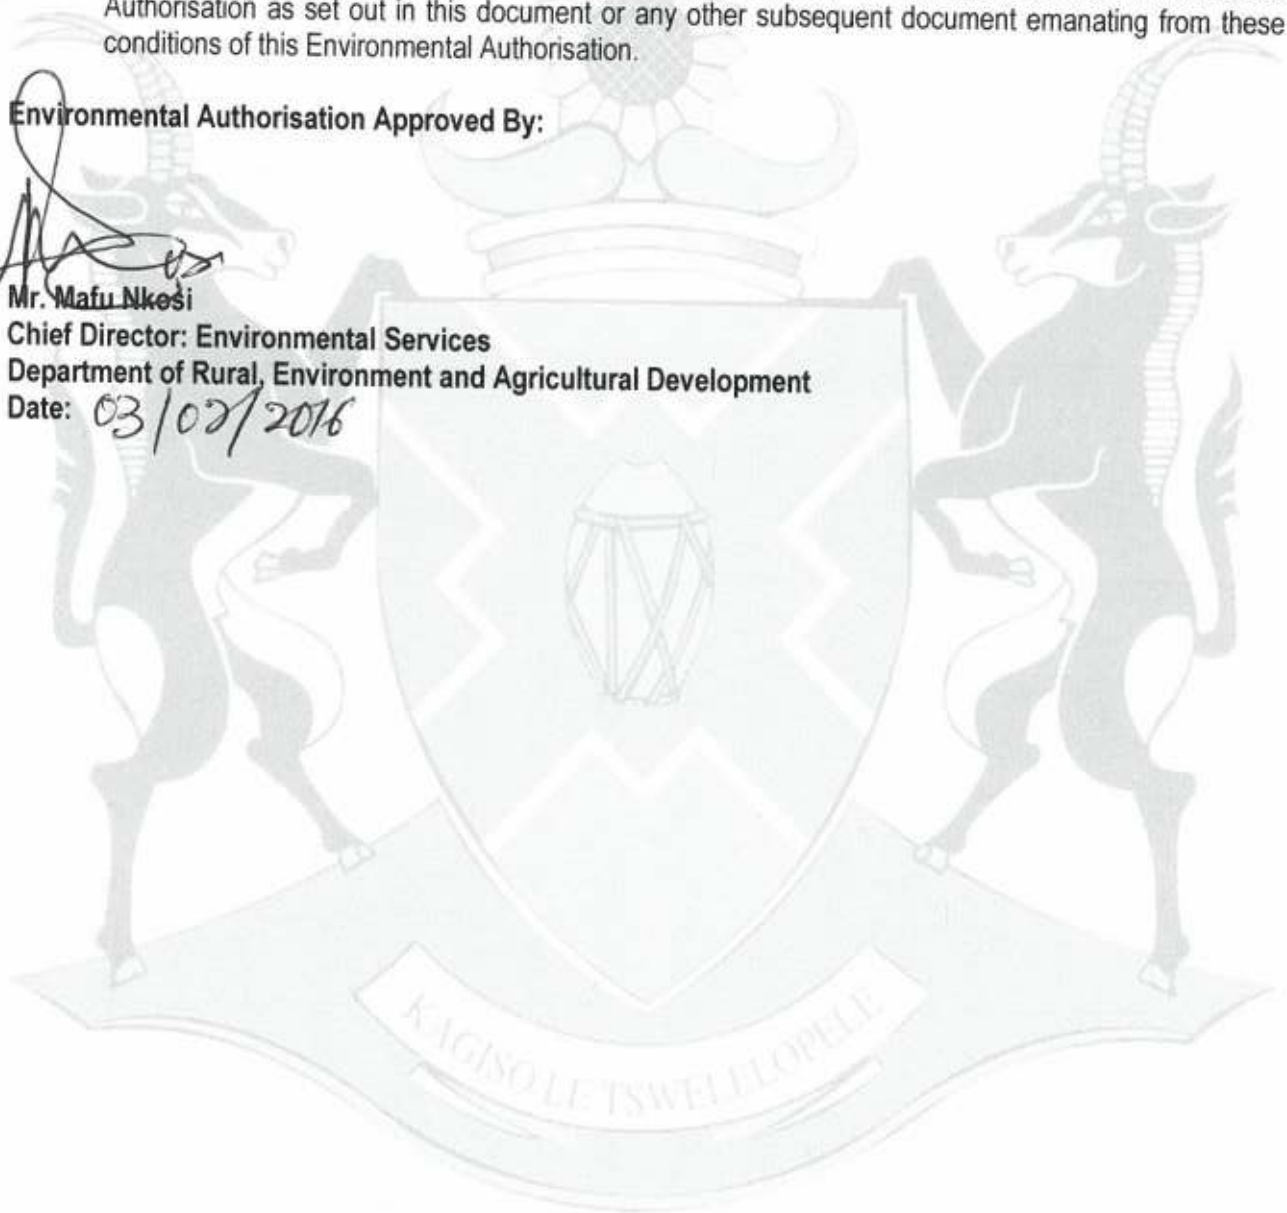 Authorisation as set out in this document or any other subsequent document emanating from these
conditions of this Environmental Authorisation.
Environmental Authorisation Approved By:
Mr. Mafu Nkosi
Chief Director: Environmental Services
Department of Rural, Environment and Agricultural Development
Date: 03/02/2016
KAGISO LE TSWELELOPELE